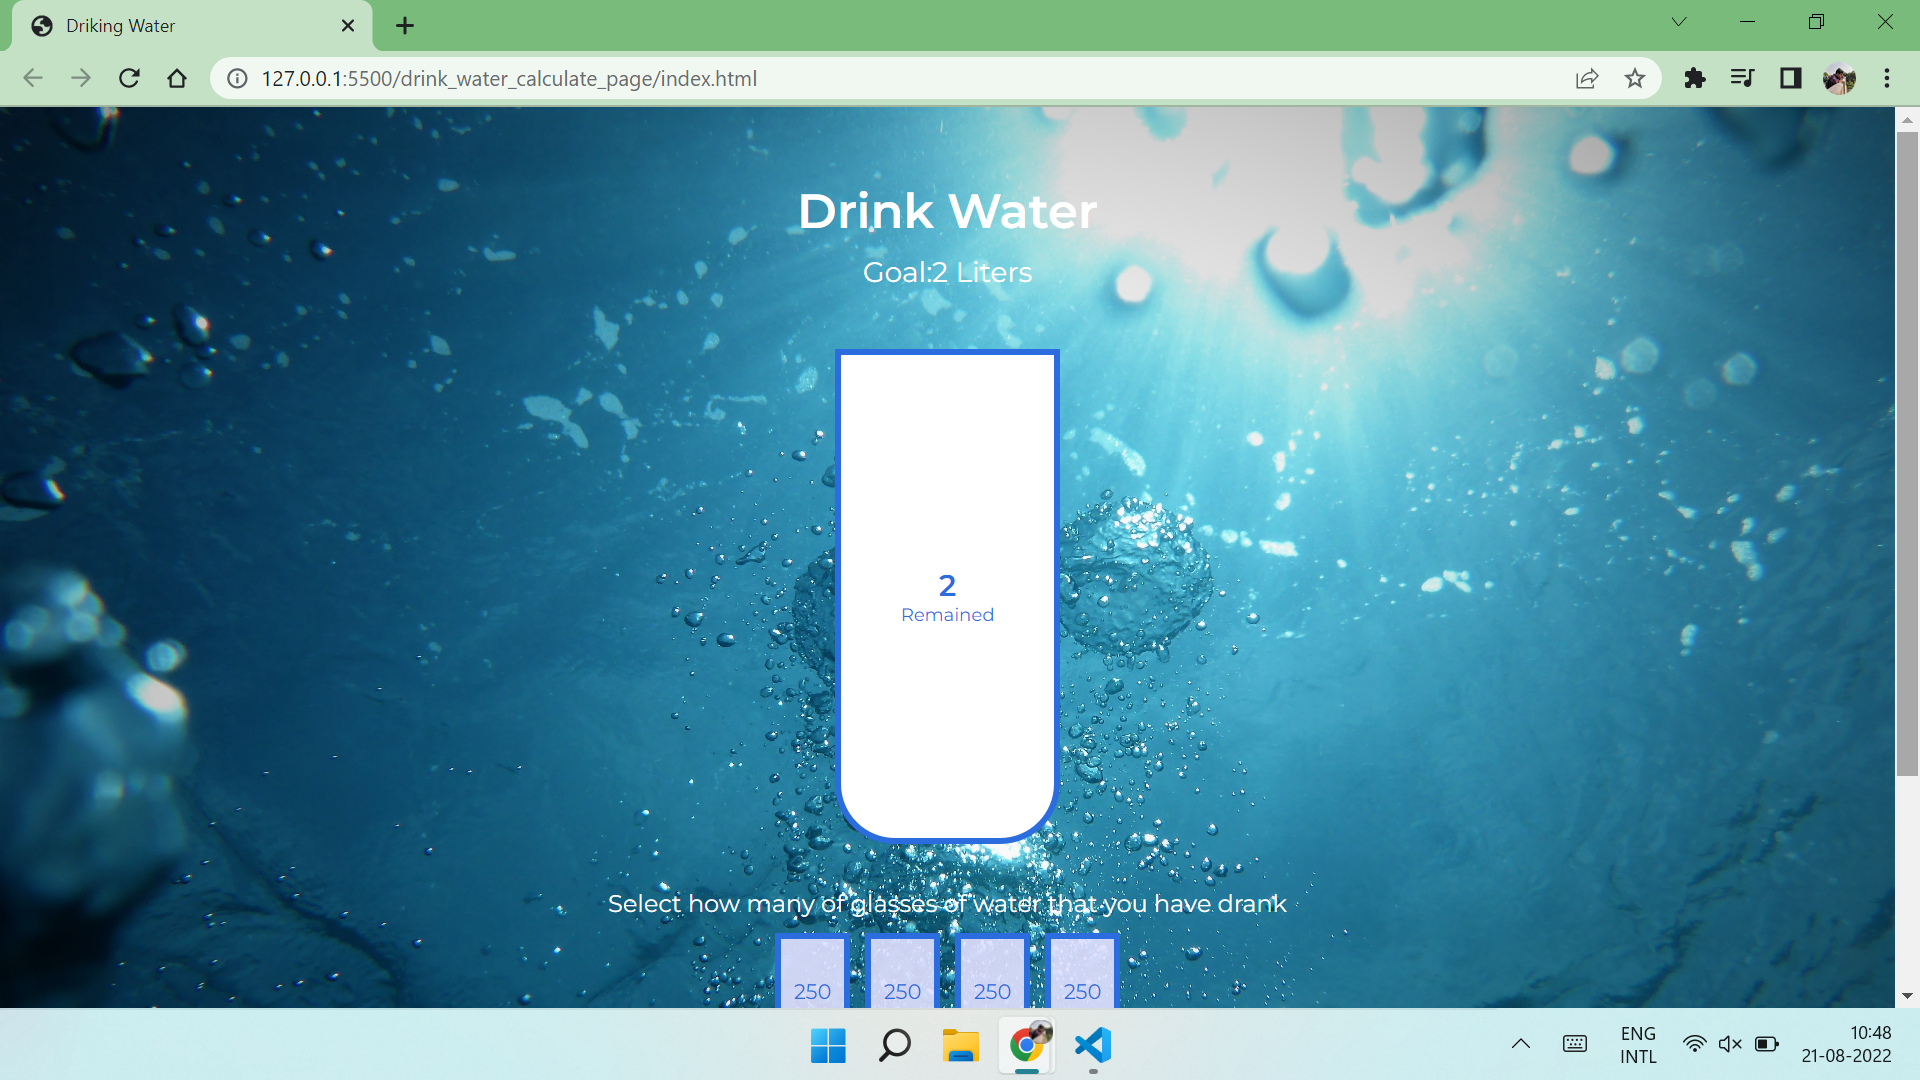 Driking Water
127.0.0.1:5500/drink_water_calculate_page/index.html
Drink Water
Goal:2 Liters
2
Remained
Select how many of glasses of water that you have drank
250 250 250 250
ENG
INTL
10:48
21-08-2022